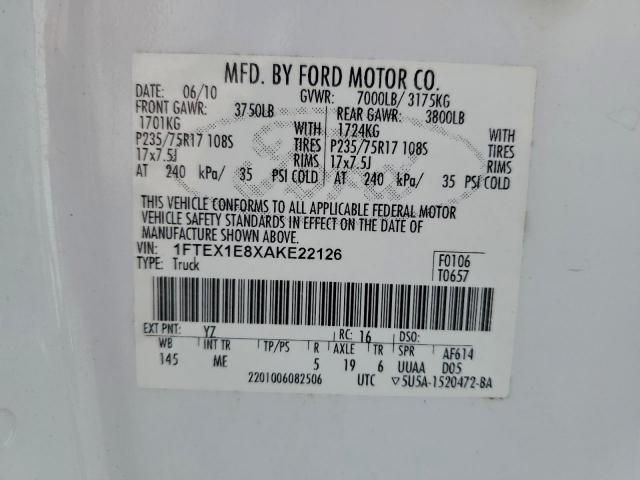 MFD. BY FORD MOTOR CO.
DATE: 06/10 GVWR: 7000LB/ 3175KG
FRONT GAWR: 3750LB REAR GAWR: 3800LB
1701KG WITH 1724KG WITH
P235/75R17 108S TIRES P235/75R17 108S TIRES
17x7.5J RIMS 17x7.5J RIMS
AT 240 kPa/ 35 PSI COLD AT 240 kPa/ 35 PSI COLD
THIS VEHICLE CONFORMS TO ALL APPLICABLE FEDERAL MOTOR
VEHICLE SAFETY STANDARDS IN EFFECT ON THE DATE OF
MANUFACTURE SHOWN ABOVE.
VIN: 1FTEX1E8XAKE22126 F0106
TYPE: Truck T0657
EXT PNT: YZ RC: 16 DSO:
WB INT TR TP/PS R AXLE TR SPR AF614
145 ME 5 19 6 UUAA D05
2201006082506 UTC ▽5U5A-1520472-BA